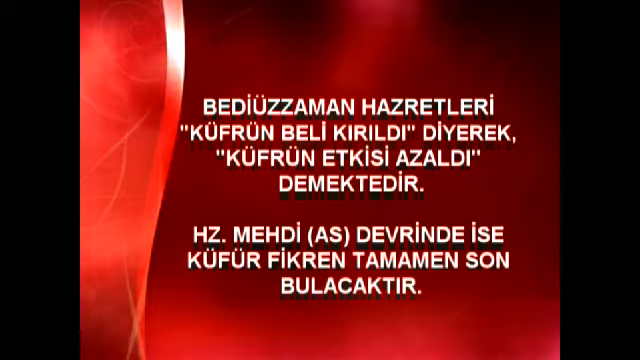 BEDİÜZZAMAN HAZRETLERİ
"KÜFRÜN BELİ KIRILDI" DİYEREK,
"KÜFRÜN ETKİSİ AZALDI"
DEMEKTEDİR.
HZ. MEHDİ (AS) DEVRİNDE İSE
KÜFÜR FİKREN TAMAMEN SON
BULACAKTIR.